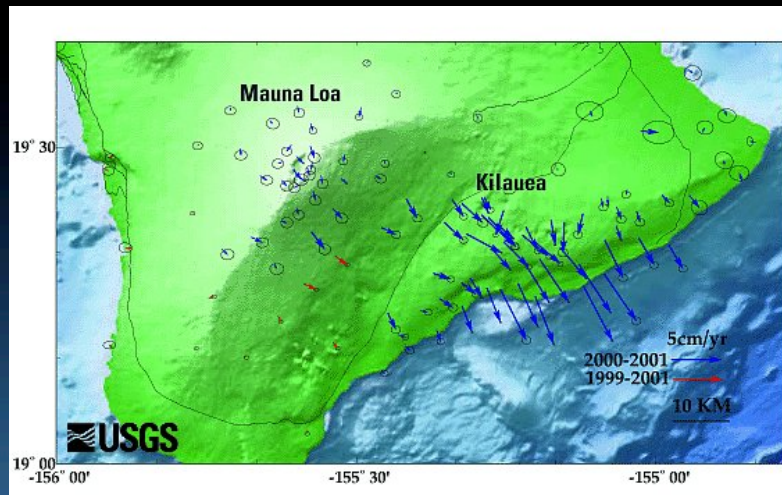 Mauna Loa
19° 30'
Kilauea
5cm/yr
2000-2001
1999-2001
10 KM
USGS
19° 00'
-156° 00'
-155° 30'
-155° 00'